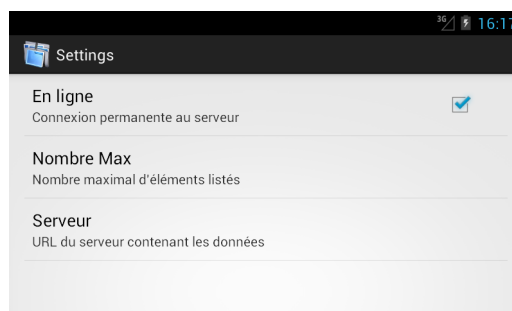 3G 16:17
Settings
En ligne
Connexion permanente au serveur
Nombre Max
Nombre maximal d'éléments listés
Serveur
URL du serveur contenant les données